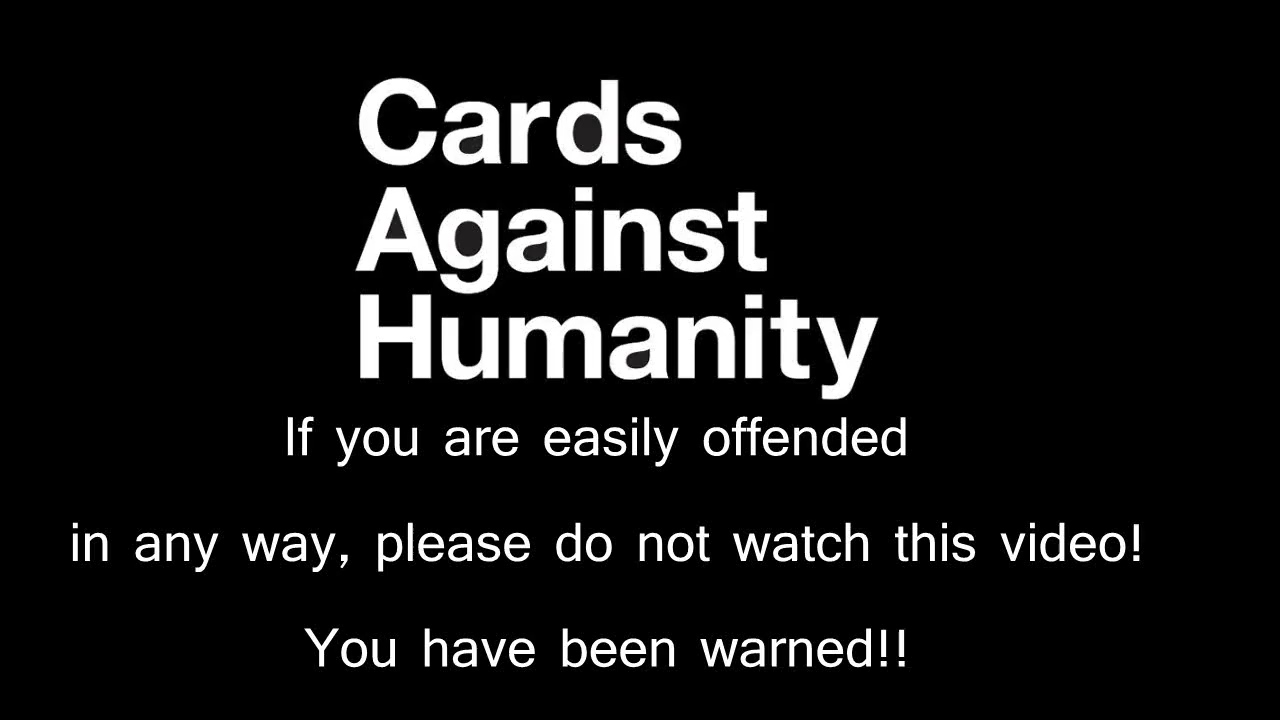 Cards
Against
Humanity
If you are easily offended
in any way, please do not watch this video!
You have been warned!!